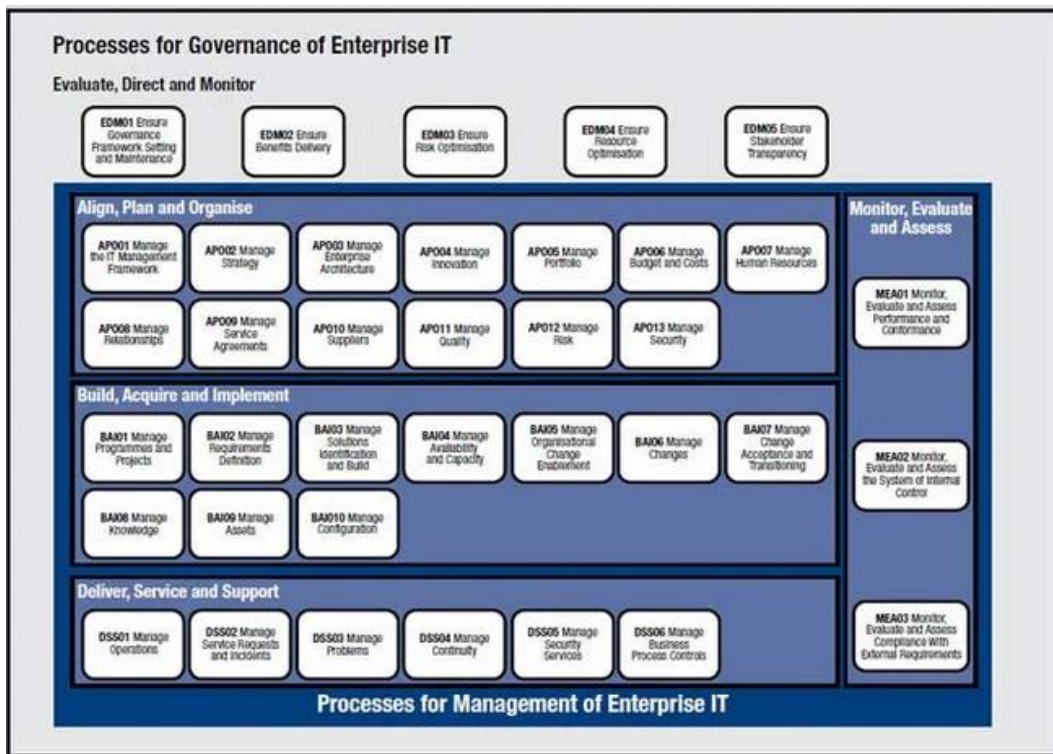 Processes for Governance of Enterprise IT
Evaluate, Direct and Monitor
EDM01 Ensure
Governance
Framework Setting
and Maintenance
EDM02 Ensure
Benefits Delivery
EDM03 Ensure
Risk Optimisation
EDM04 Ensure
Resource
Optimisation
EDM05 Ensure
Stakeholder
Transparency
Align, Plan and Organise
AP001 Manage
the IT Management
Framework
AP002 Manage
Strategy
AP003 Manage
Enterprise
Architecture
AP004 Manage
Innovation
AP005 Manage
Portfolio
AP006 Manage
Budget and Costs
AP007 Manage
Human Resources
AP008 Manage
Relationships
AP009 Manage
Service
Agreements
AP010 Manage
Suppliers
AP011 Manage
Quality
AP012 Manage
Risk
AP013 Manage
Security
Build, Acquire and Implement
BAI01 Manage
Programmes and
Projects
BAI02 Manage
Requirements
Definition
BAI03 Manage
Solutions
Identification
and Build
BAI04 Manage
Availability
and Capacity
BAI05 Manage
Organisational
Change
Enablement
BAI06 Manage
Changes
BAI07 Manage
Change
Acceptance and
Transitioning
BAI08 Manage
Knowledge
BAI09 Manage
Assets
BAI010 Manage
Configuration
Deliver, Service and Support
DSS01 Manage
Operations
DSS02 Manage
Service Requests
and Incidents
DSS03 Manage
Problems
DSS04 Manage
Continuity
DSS05 Manage
Security
Services
DSS06 Manage
Business
Process Controls
Monitor, Evaluate
and Assess
MEA01 Monitor,
Evaluate and Assess
Performance and
Conformance
MEA02 Monitor,
Evaluate and Assess
the System of Internal
Control
MEA03 Monitor,
Evaluate and Assess
Compliance With
External Requirements
Processes for Management of Enterprise IT